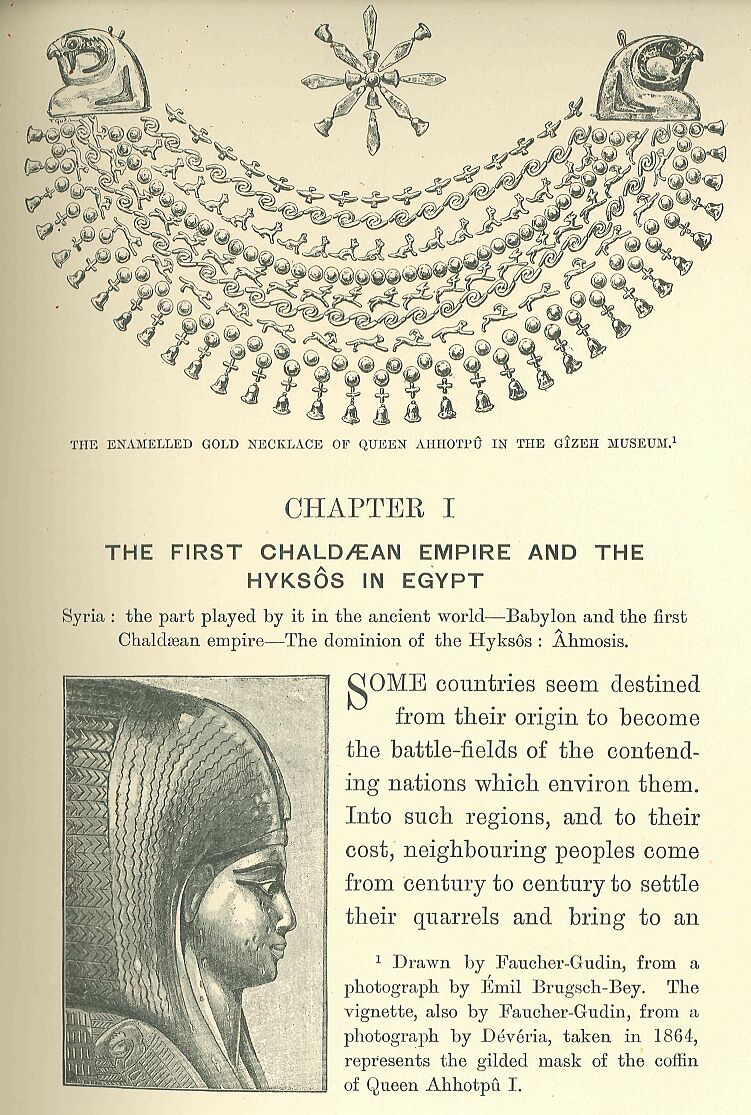 THE ENAMELLED GOLD NECKLACE OF QUEEN AHHOTPÛ IN THE GÎZEH MUSEUM.¹
CHAPTER I
THE FIRST CHALDÆAN EMPIRE AND THE
HYKSÔS IN EGYPT
Syria : the part played by it in the ancient world—Babylon and the first
Chaldæan empire—The dominion of the Hyksôs : Âhmosis.
SOME countries seem destined
from their origin to become
the battle-fields of the contend-
ing nations which environ them.
Into such regions, and to their
cost, neighbouring peoples come
from century to century to settle
their quarrels and bring to an
¹ Drawn by Faucher-Gudin, from a
photograph by Émil Brugsch-Bey. The
vignette, also by Faucher-Gudin, from a
photograph by Dévéria, taken in 1864,
represents the gilded mask of the coffin
of Queen Ahhotpû I.